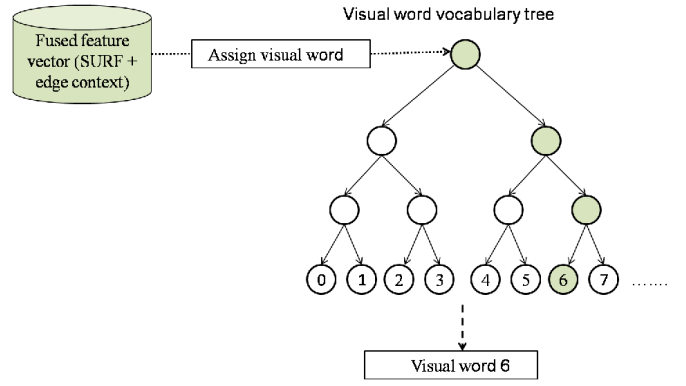 Visual word vocabulary tree
Fused feature
vector (SURF +
edge context)
Assign visual word
0 1 2 3 4 5 6 7 .......
Visual word 6